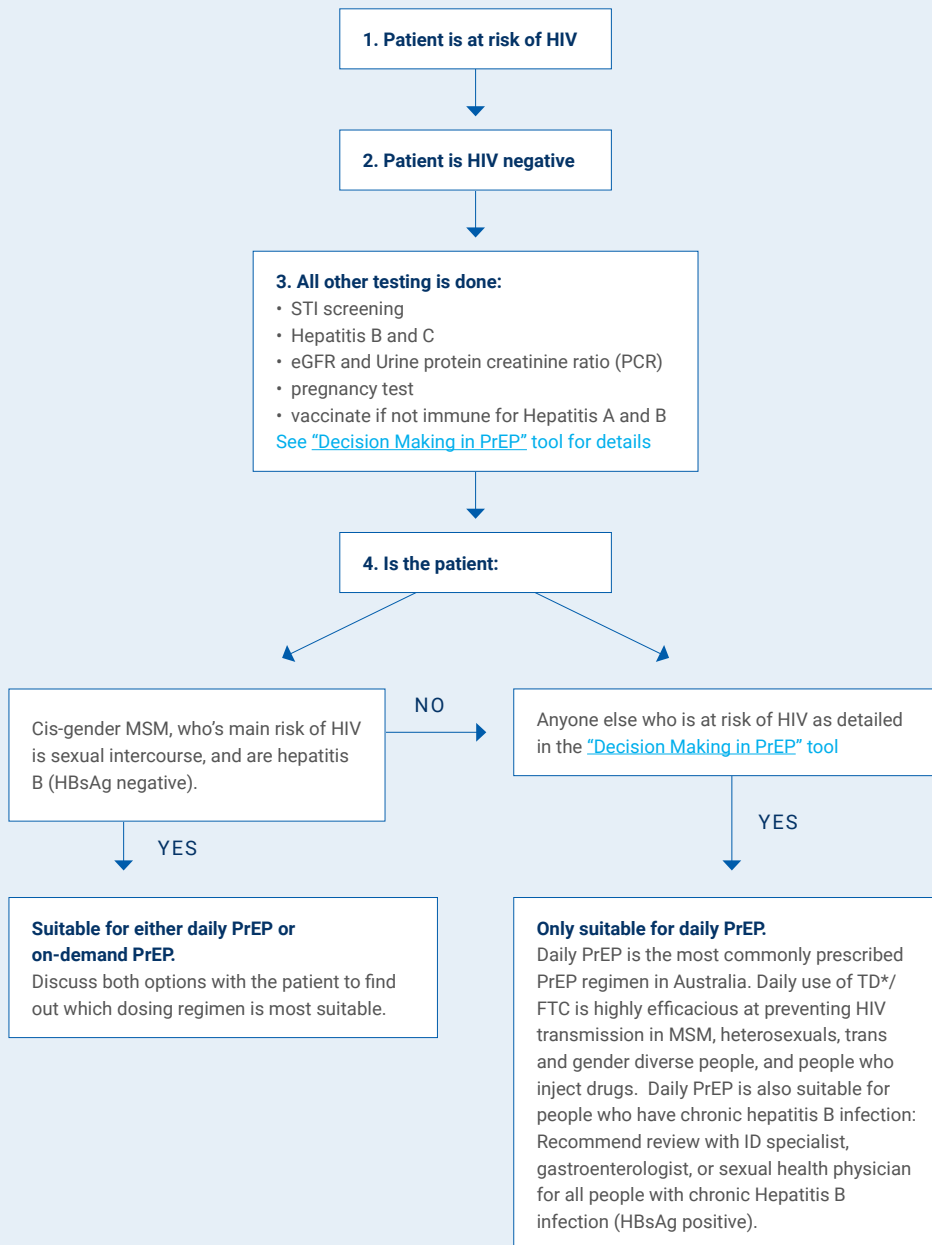 1. Patient is at risk of HIV
2. Patient is HIV negative
3. All other testing is done:
• STI screening
• Hepatitis B and C
• eGFR and Urine protein creatinine ratio (PCR)
• pregnancy test
• vaccinate if not immune for Hepatitis A and B
See “Decision Making in PrEP” tool for details
4. Is the patient:
Cis-gender MSM, who’s main risk of HIV
is sexual intercourse, and are hepatitis
B (HBsAg negative).
NO
Anyone else who is at risk of HIV as detailed
in the “Decision Making in PrEP” tool
YES
YES
Suitable for either daily PrEP or
on-demand PrEP.
Discuss both options with the patient to find
out which dosing regimen is most suitable.
Only suitable for daily PrEP.
Daily PrEP is the most commonly prescribed
PrEP regimen in Australia. Daily use of TD*/
FTC is highly efficacious at preventing HIV
transmission in MSM, heterosexuals, trans
and gender diverse people, and people who
inject drugs. Daily PrEP is also suitable for
people who have chronic hepatitis B infection:
Recommend review with ID specialist,
gastroenterologist, or sexual health physician
for all people with chronic Hepatitis B
infection (HBsAg positive).